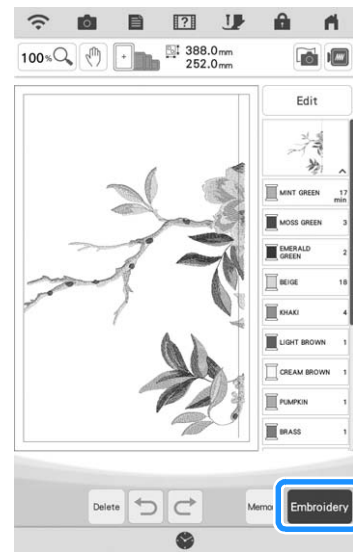 100%
388.0mm
252.0mm
Edit
MINT GREEN 17 min
MOSS GREEN 3
EMERALD GREEN 2
BEIGE 18
KHAKI 4
LIGHT BROWN 1
CREAM BROWN 1
PUMPKIN 1
BRASS 1
Delete Memo Embroidery